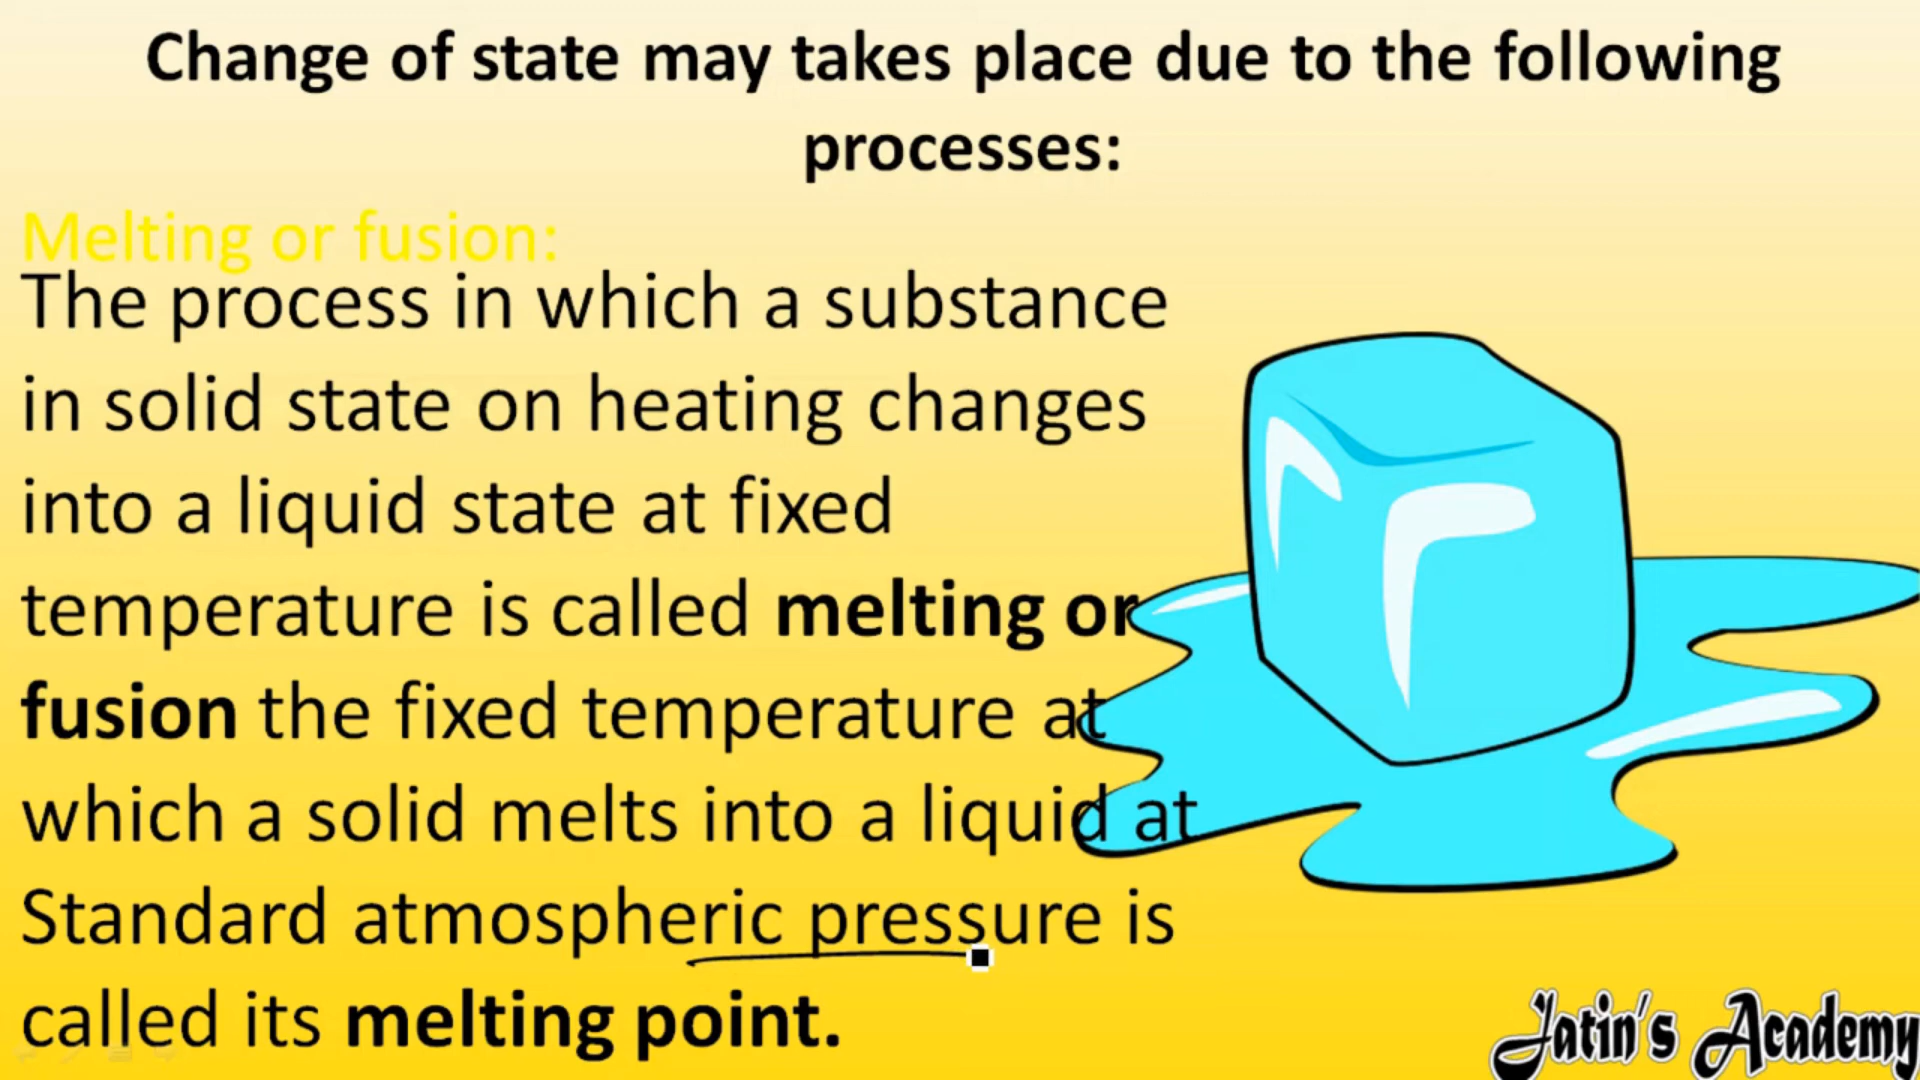 Change of state may takes place due to the following
processes:
Melting or fusion:
The process in which a substance
in solid state on heating changes
into a liquid state at fixed
temperature is called melting or
fusion the fixed temperature at
which a solid melts into a liquid at
Standard atmospheric pressure is
called its melting point.
Jatin's Academy